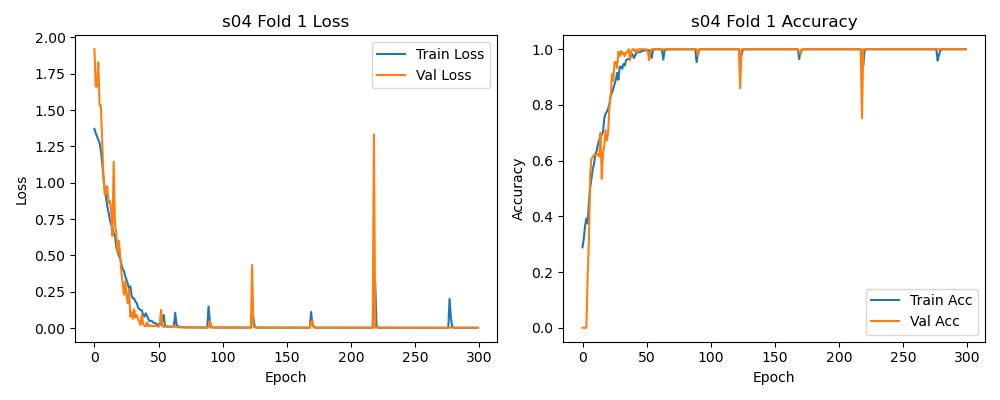 s04 Fold 1 Loss
2.00
1.75
1.50
1.25
1.00
0.75
0.50
0.25
0.00
Loss
0 50 100 150 200 250 300
Epoch
Train Loss
Val Loss
s04 Fold 1 Accuracy
1.0
0.8
0.6
0.4
0.2
0.0
Accuracy
0 50 100 150 200 250 300
Epoch
Train Acc
Val Acc